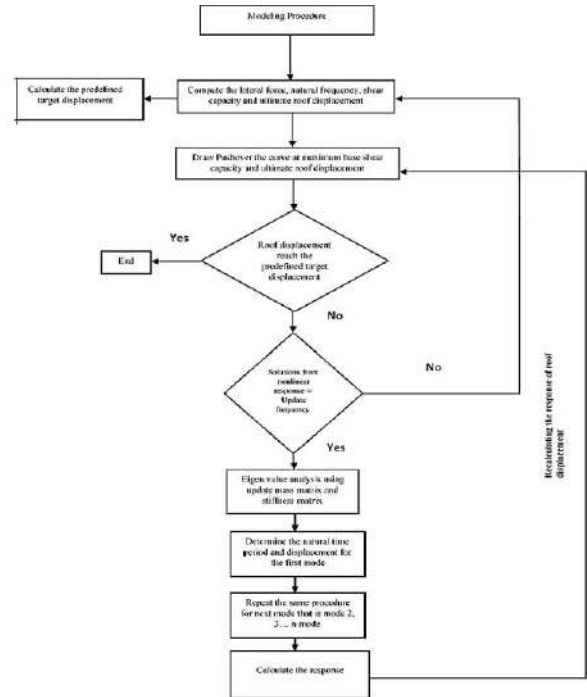 Modeling Procedure
Calculate the predefined
target displacement
Compute the lateral force, natural frequency, shear
capacity and ultimate roof displacement
Draw Pushover the curve at maximum base shear
capacity and ultimate roof displacement
Yes
Roof displacement
reach the
predefined target
displacement
End
No
Solutions from
nonlinear
response =
Update
frequency
No
Yes
Eigen value analysis using
update mass matrix and
stiffness matrix
Determine the natural time
period and displacement for
the first mode
Repeat the same procedure
for next mode that is mode 2,
3.... n mode
Calculate the response
Recalculating the response of roof
displacement